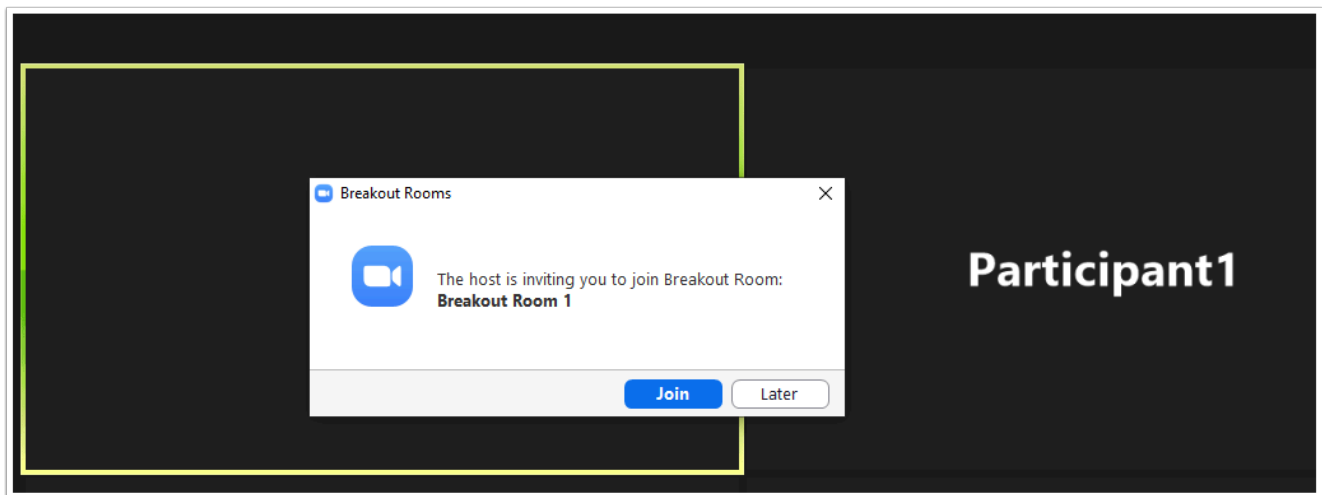 Breakout Rooms
The host is inviting you to join Breakout Room:
Breakout Room 1
Join
Later
Participant1